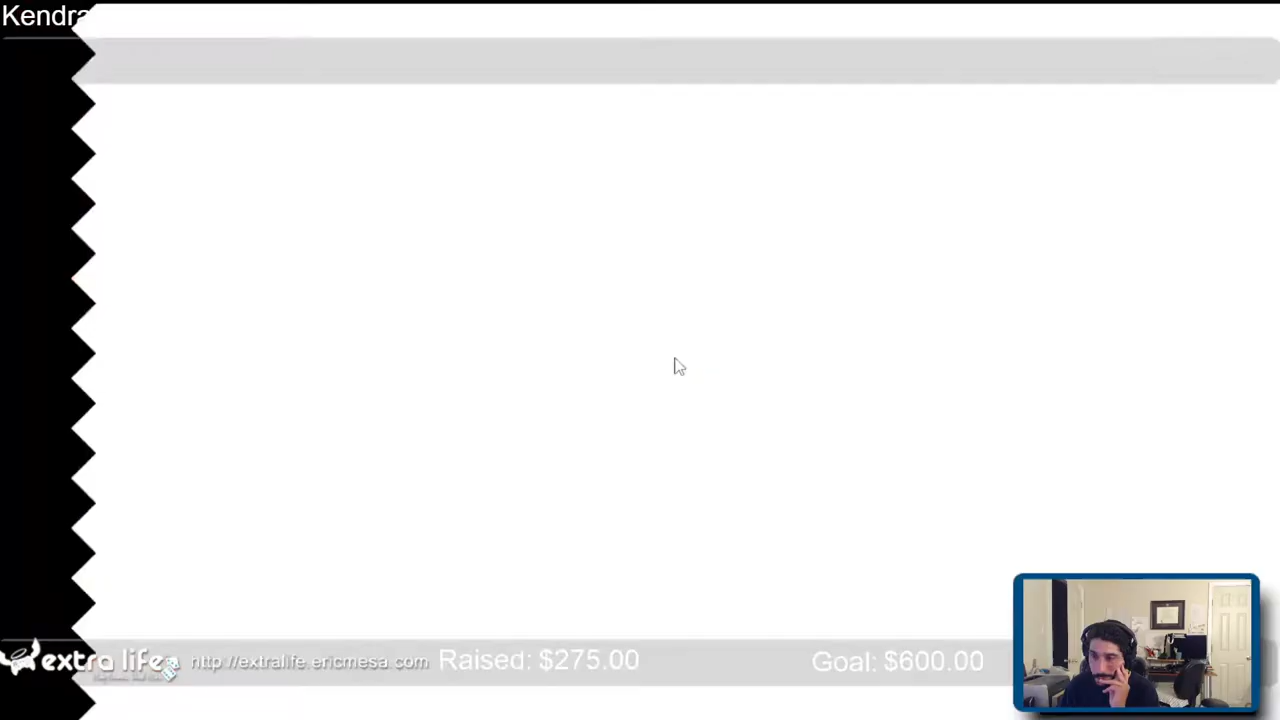 Kendra
extra life
http://extralife.ericmesa.com
Raised: $275.00
Goal: $600.00